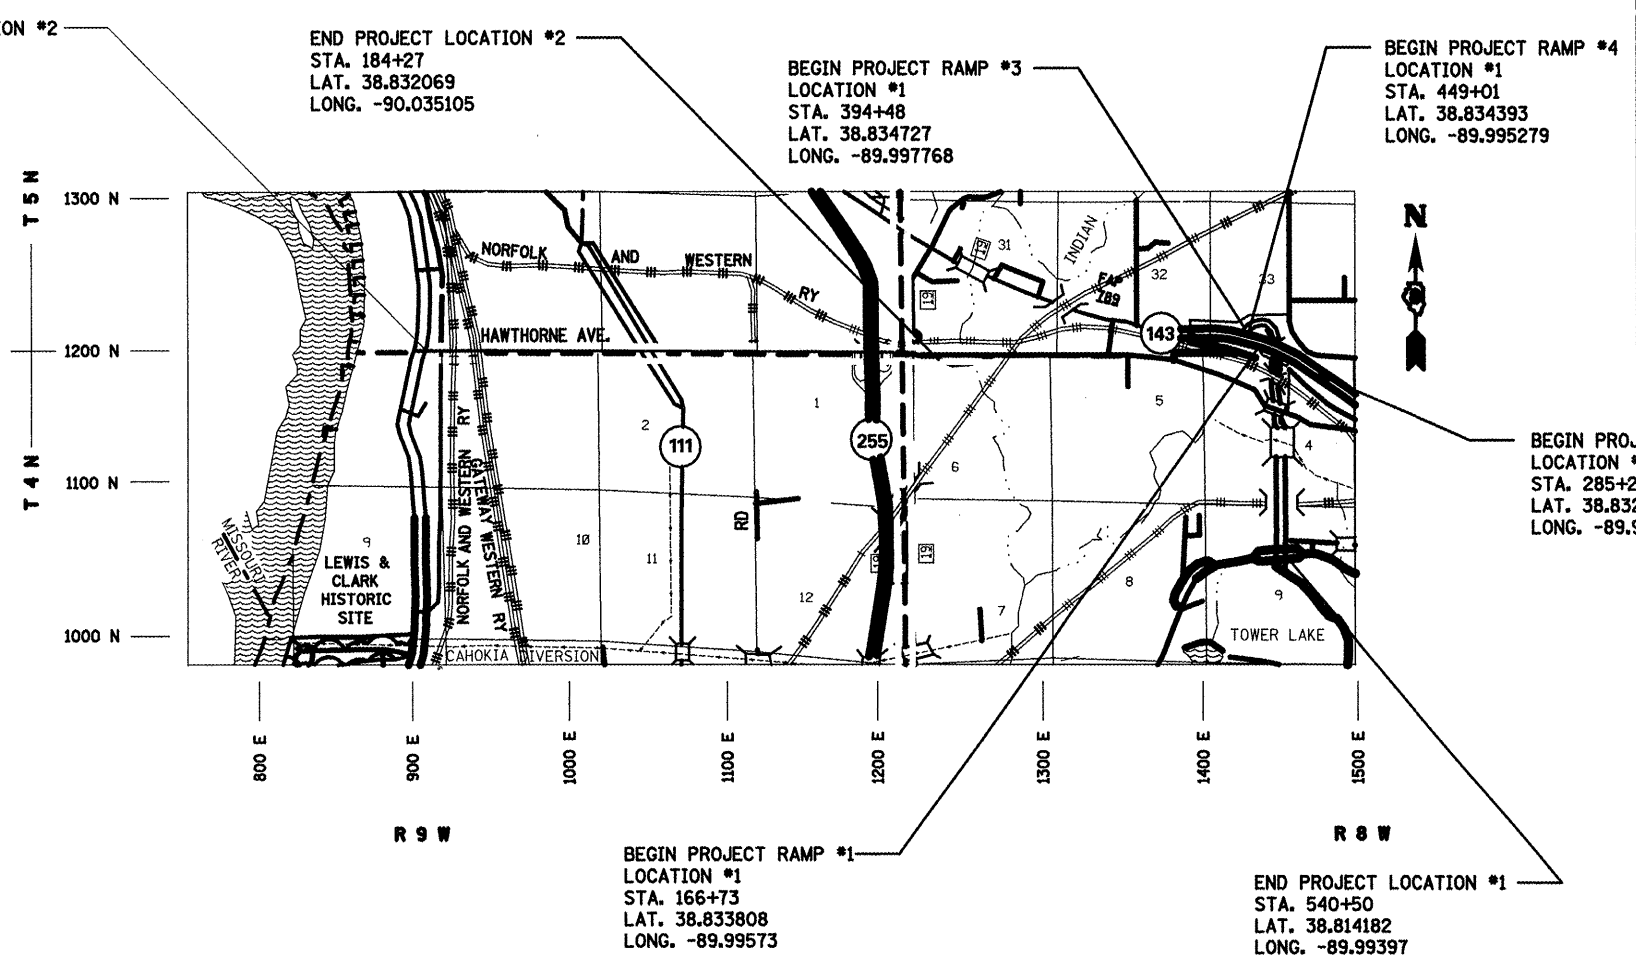 ION #2
END PROJECT LOCATION #2
STA. 184+27
LAT. 38.832069
LONG. -90.035105
BEGIN PROJECT RAMP #3
LOCATION #1
STA. 394+48
LAT. 38.834727
LONG. -89.997768
BEGIN PROJECT RAMP #4
LOCATION #1
STA. 449+01
LAT. 38.834393
LONG. -89.995279
T 5 N
T 4 N
1300 N
1200 N
1100 N
1000 N
N
NORFOLK AND WESTERN RY
HAWTHORNE AVE.
INDIAN
FAP
789
31
32
33
19
19
143
111
255
1
2
4
5
6
7
8
9
9
10
11
12
19
19
RD
NORFOLK AND WESTERN RY
GATEWAY WESTERN RY
MISSOURI
RIVER
LEWIS &
CLARK
HISTORIC
SITE
CAHOKIA DIVERSION
TOWER LAKE
BEGIN PROJ
LOCATION #
STA. 285+2
LAT. 38.832
LONG. -89.9
800 E
900 E
1000 E
1100 E
1200 E
1300 E
1400 E
1500 E
R 9 W
R 8 W
BEGIN PROJECT RAMP #1
LOCATION #1
STA. 166+73
LAT. 38.833808
LONG. -89.99573
END PROJECT LOCATION #1
STA. 540+50
LAT. 38.814182
LONG. -89.99397